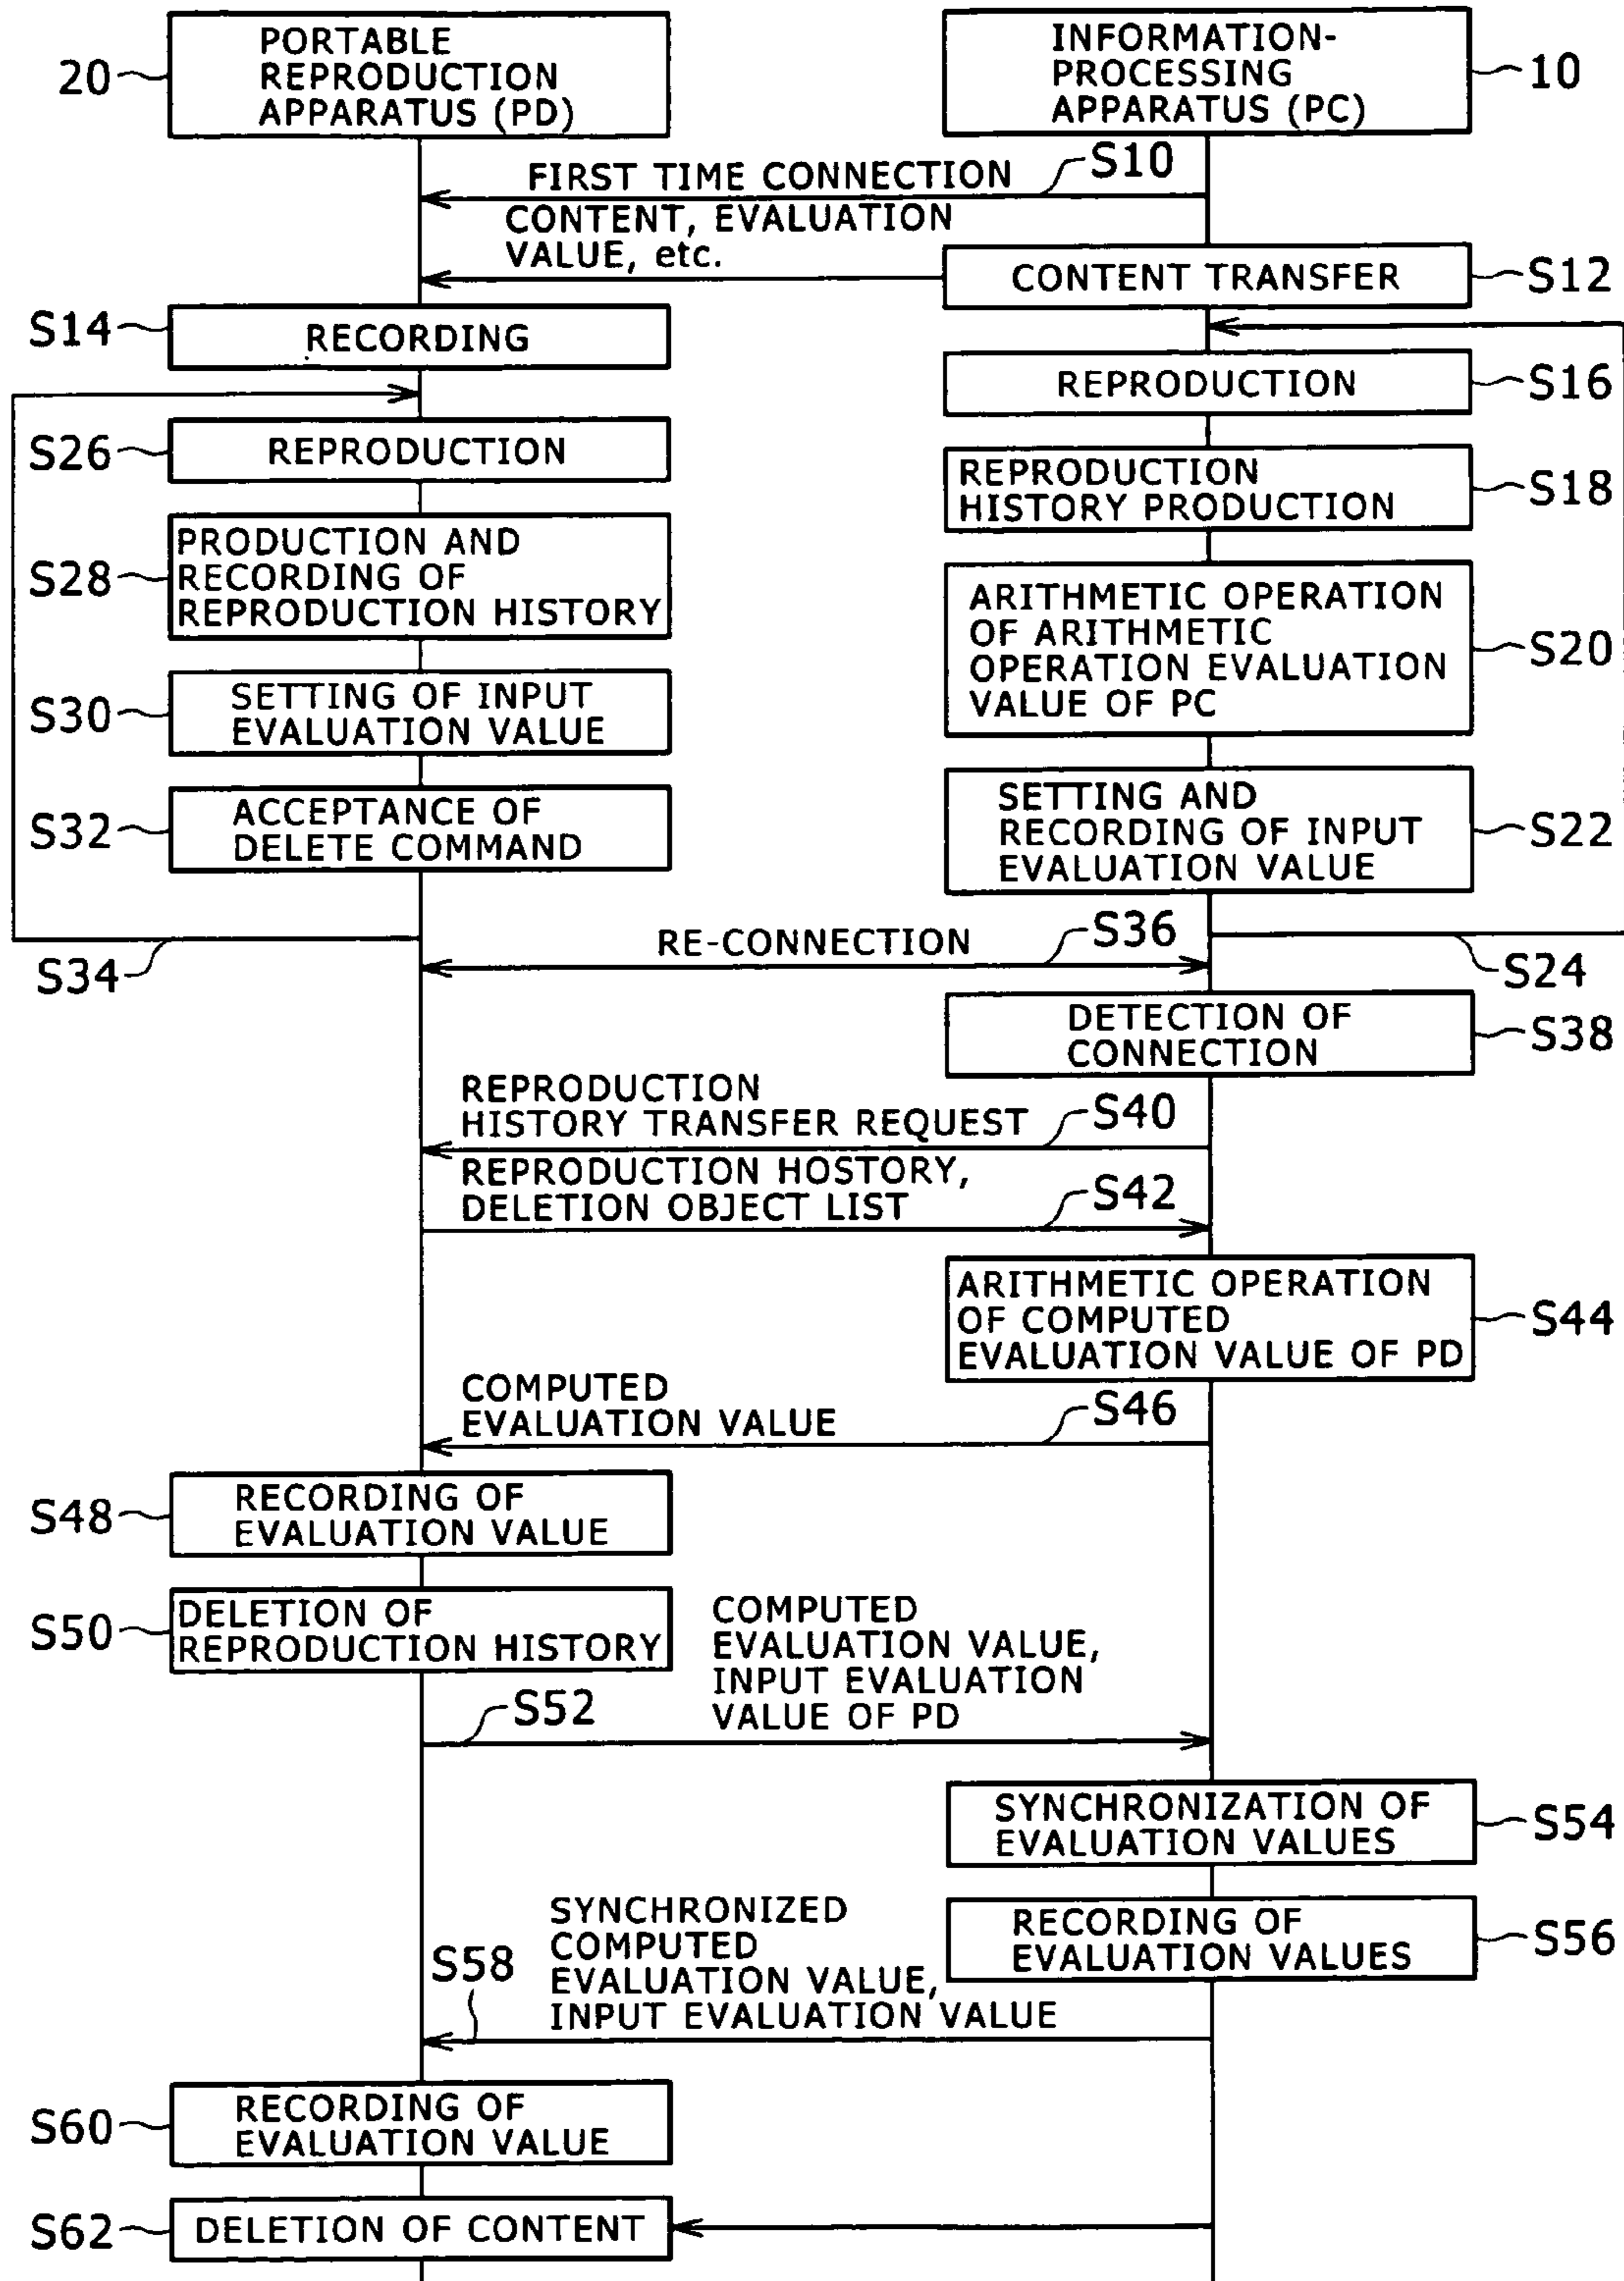 PORTABLE
REPRODUCTION
APPARATUS (PD)
20
INFORMATION-
PROCESSING
APPARATUS (PC)
10
FIRST TIME CONNECTION
S10
CONTENT, EVALUATION
VALUE, etc.
CONTENT TRANSFER
S12
S14
RECORDING
REPRODUCTION
S16
S26
REPRODUCTION
REPRODUCTION
HISTORY PRODUCTION
S18
S28
PRODUCTION AND
RECORDING OF
REPRODUCTION HISTORY
ARITHMETIC OPERATION
OF ARITHMETIC
OPERATION EVALUATION
VALUE OF PC
S20
S30
SETTING OF INPUT
EVALUATION VALUE
S32
ACCEPTANCE OF
DELETE COMMAND
SETTING AND
RECORDING OF INPUT
EVALUATION VALUE
S22
RE-CONNECTION
S36
S34
S24
DETECTION OF
CONNECTION
S38
REPRODUCTION
HISTORY TRANSFER REQUEST
S40
REPRODUCTION HOSTORY,
DELETION OBJECT LIST
S42
ARITHMETIC OPERATION
OF COMPUTED
EVALUATION VALUE OF PD
S44
COMPUTED
EVALUATION VALUE
S46
S48
RECORDING OF
EVALUATION VALUE
S50
DELETION OF
REPRODUCTION HISTORY
COMPUTED
EVALUATION VALUE,
INPUT EVALUATION
VALUE OF PD
S52
SYNCHRONIZATION OF
EVALUATION VALUES
S54
RECORDING OF
EVALUATION VALUES
S56
SYNCHRONIZED
COMPUTED
EVALUATION VALUE,
INPUT EVALUATION VALUE
S58
S60
RECORDING OF
EVALUATION VALUE
S62
DELETION OF CONTENT